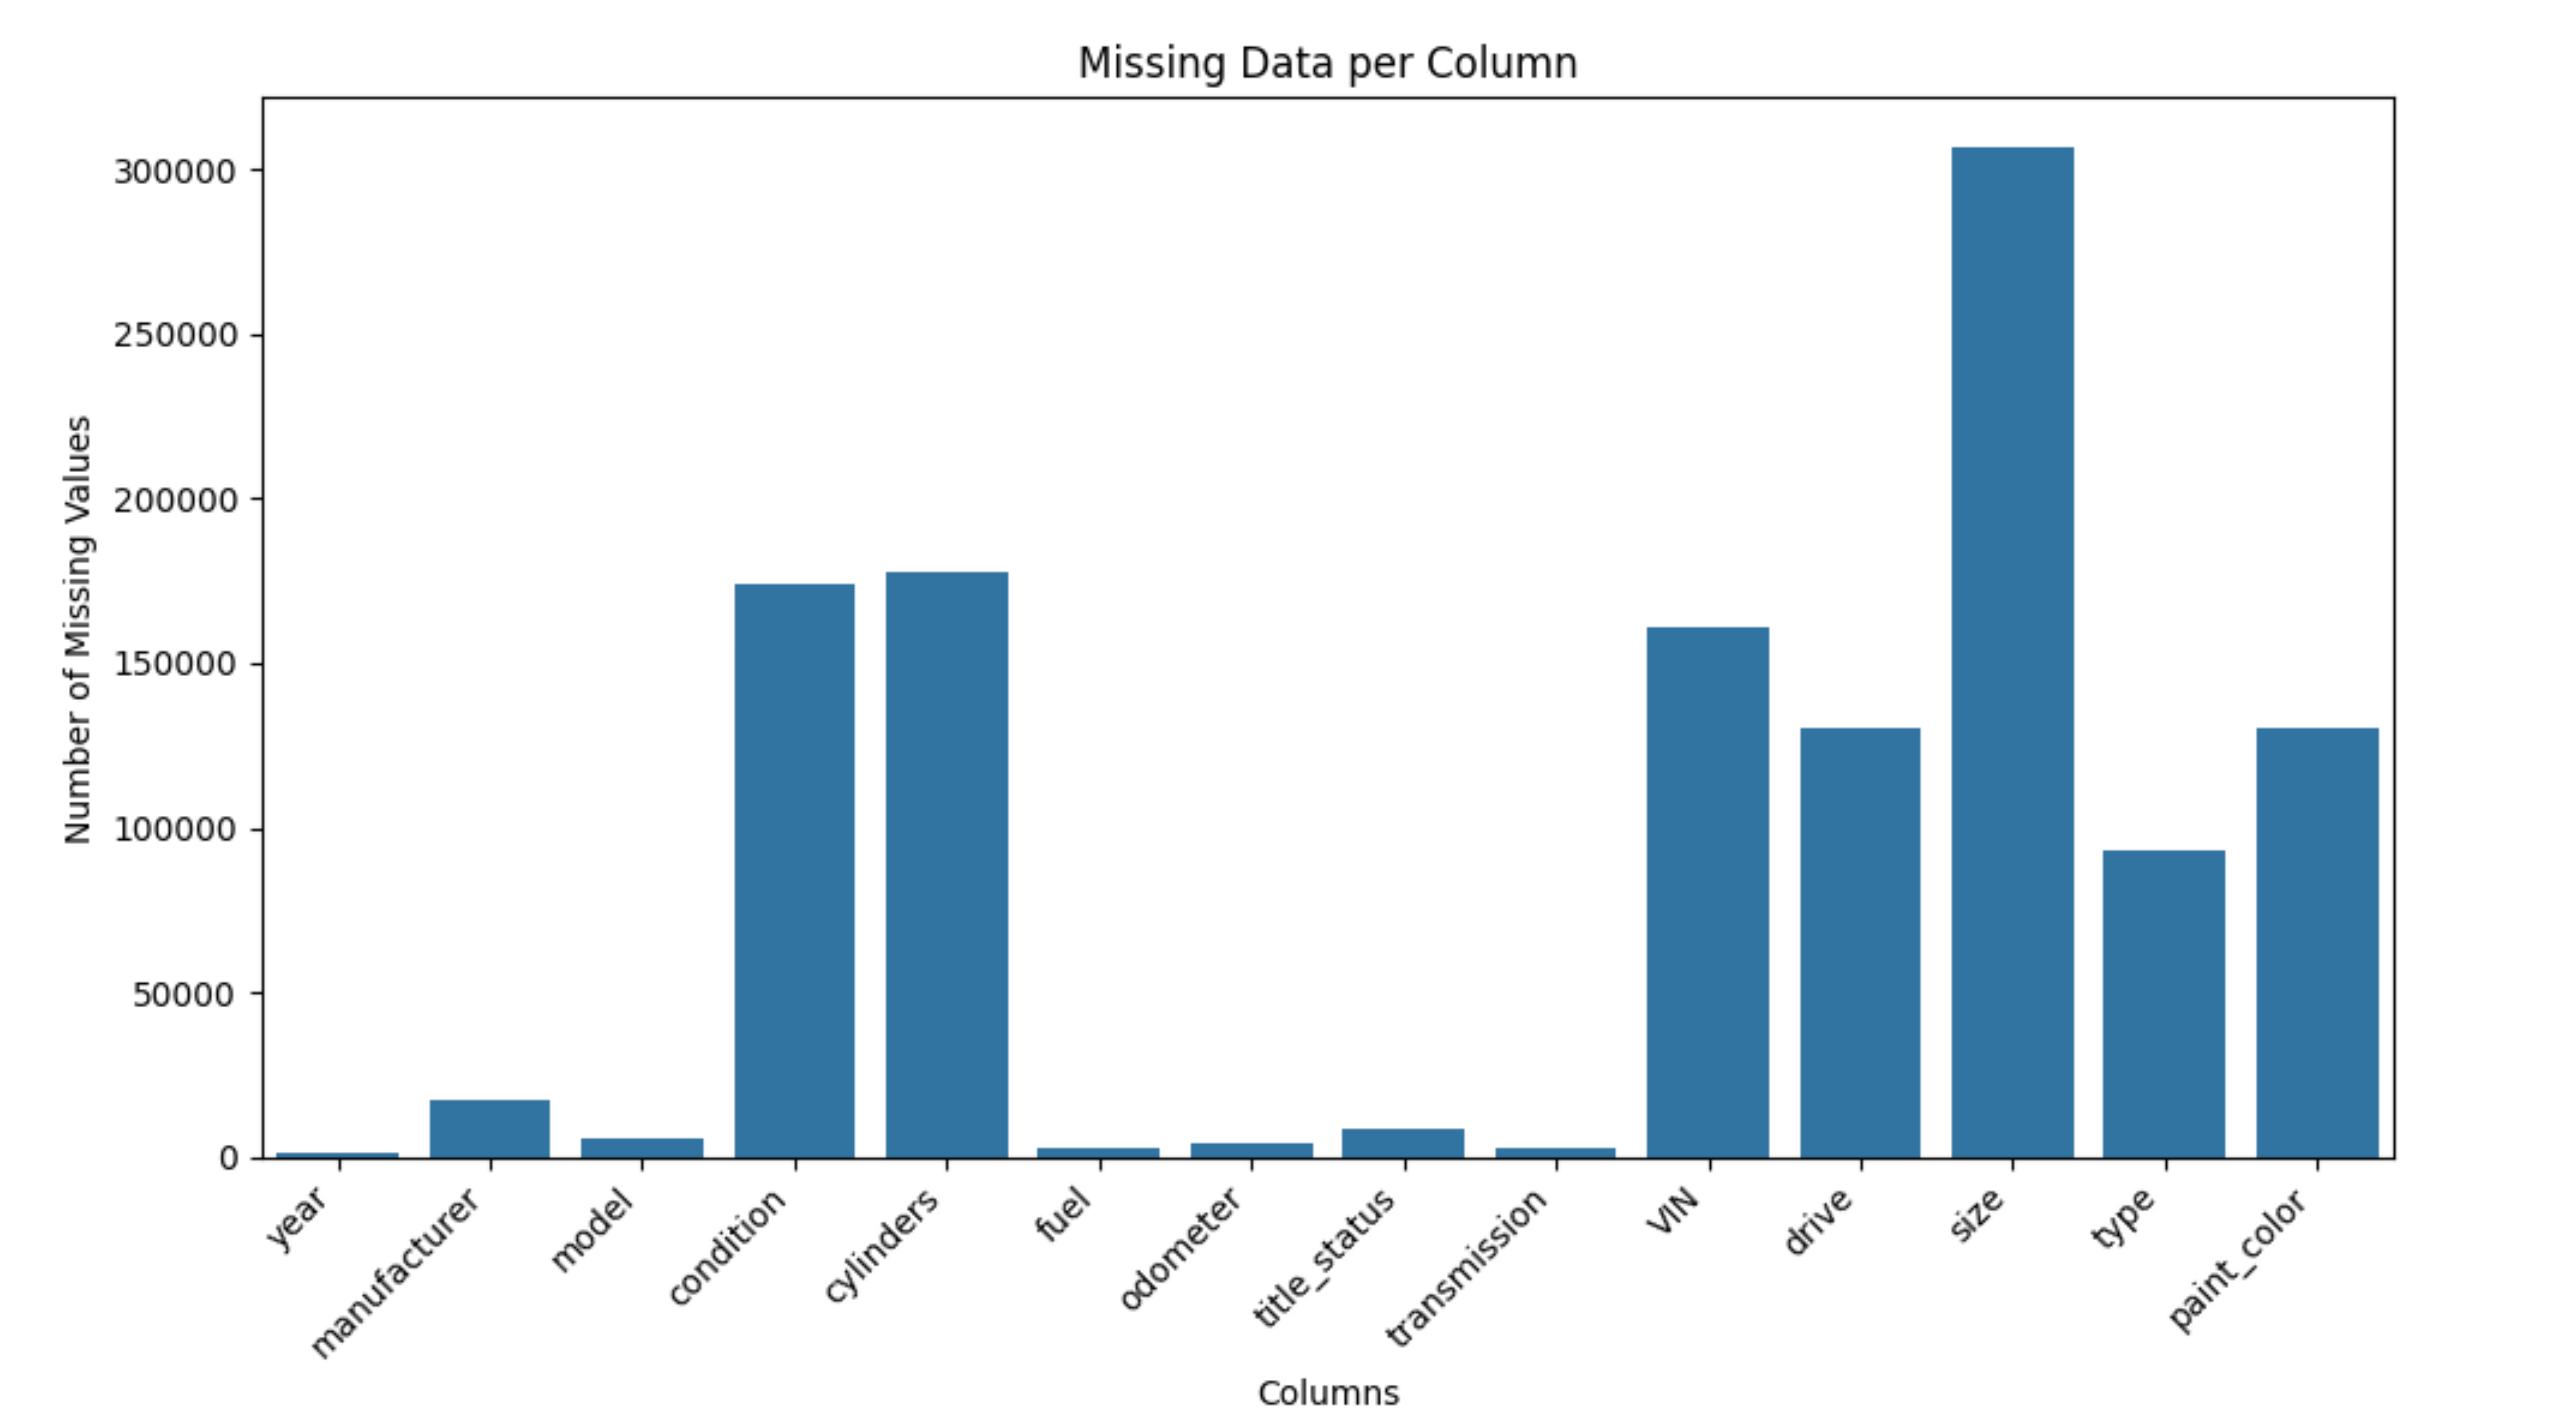 Missing Data per Column
Number of Missing Values
300000
250000
200000
150000
100000
50000
0
year
manufacturer
model
condition
cylinders
fuel
odometer
title_status
transmission
VIN
drive
size
type
paint_color
Columns